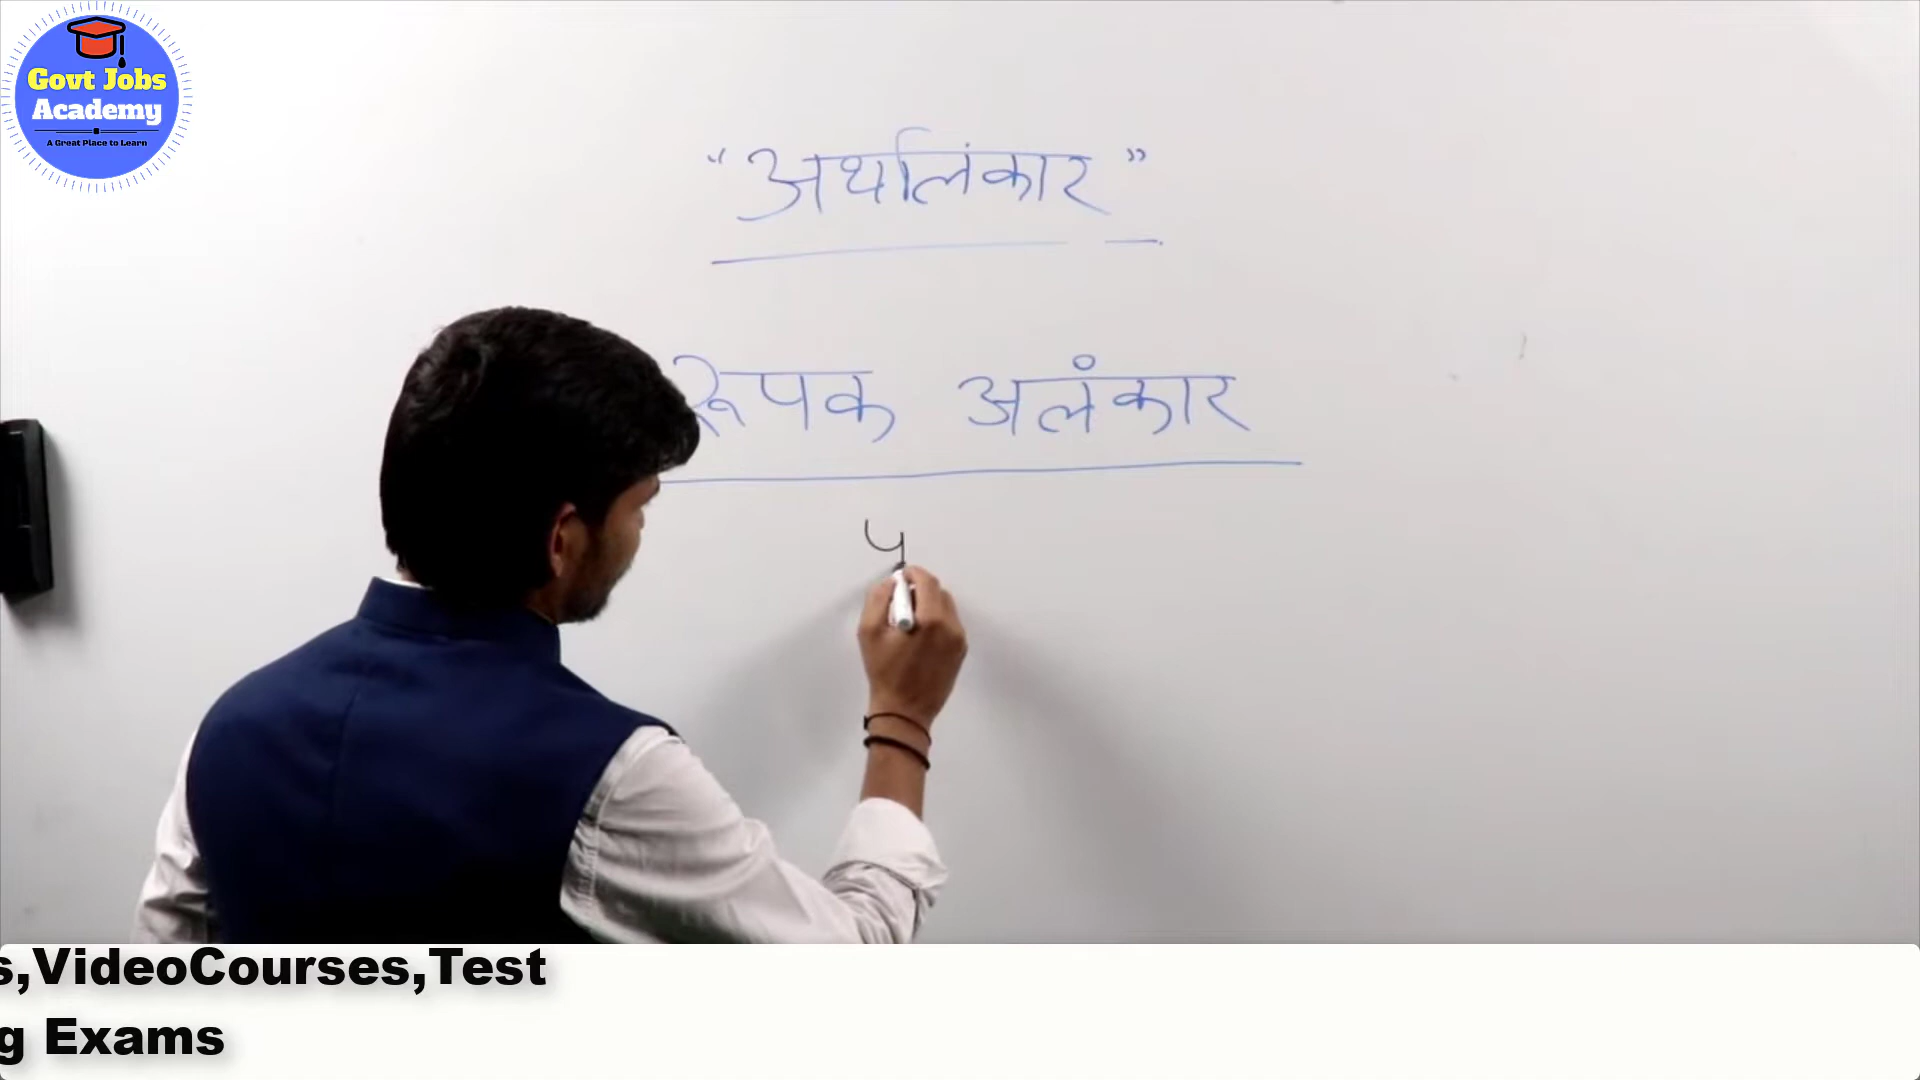 Govt Jobs
Academy
A Great Place to Learn
“अर्थालंकार”
रूपक अलंकार
प
s,VideoCourses,Test
g Exams